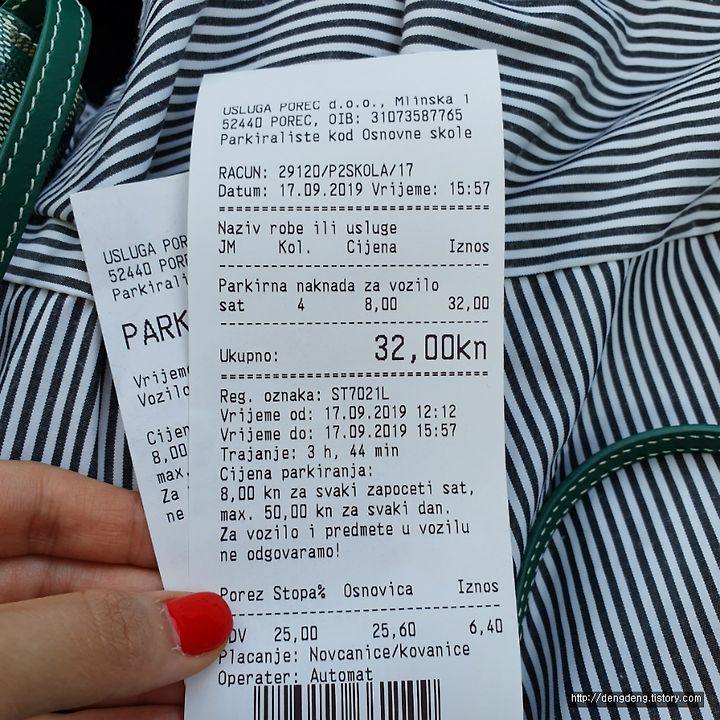 USLUGA POREC d.o.o., Mlinska 1
52440 POREC, OIB: 31073587765
Parkiraliste kod Osnovne skole
RACUN: 29120/P2SKOLA/17
Datum: 17.09.2019 Vrijeme: 15:57
Naziv robe ili usluge
JM Kol. Cijena Iznos
Parkirna naknada za vozilo
sat 4 8,00 32,00
Ukupno: 32,00kn
Reg. oznaka: ST7021L
Vrijeme od: 17.09.2019 12:12
Vrijeme do: 17.09.2019 15:57
Trajanje: 3 h, 44 min
Cijena parkiranja:
8,00 kn za svaki zapoceti sat,
max. 50,00 kn za svaki dan.
Za vozilo i predmete u vozilu
ne odgovaramo!
Porez Stopa% Osnovica Iznos
25,00 25,60 6,40
Placanje: Novcanice/kovanice
Operater: Automat
USLUGA POR
52440 PORE
Parkirali
PARK
Vrijeme
Vozilo
Cijen
8,00
max.
Za
ne
http://dengdeng.tistory.com